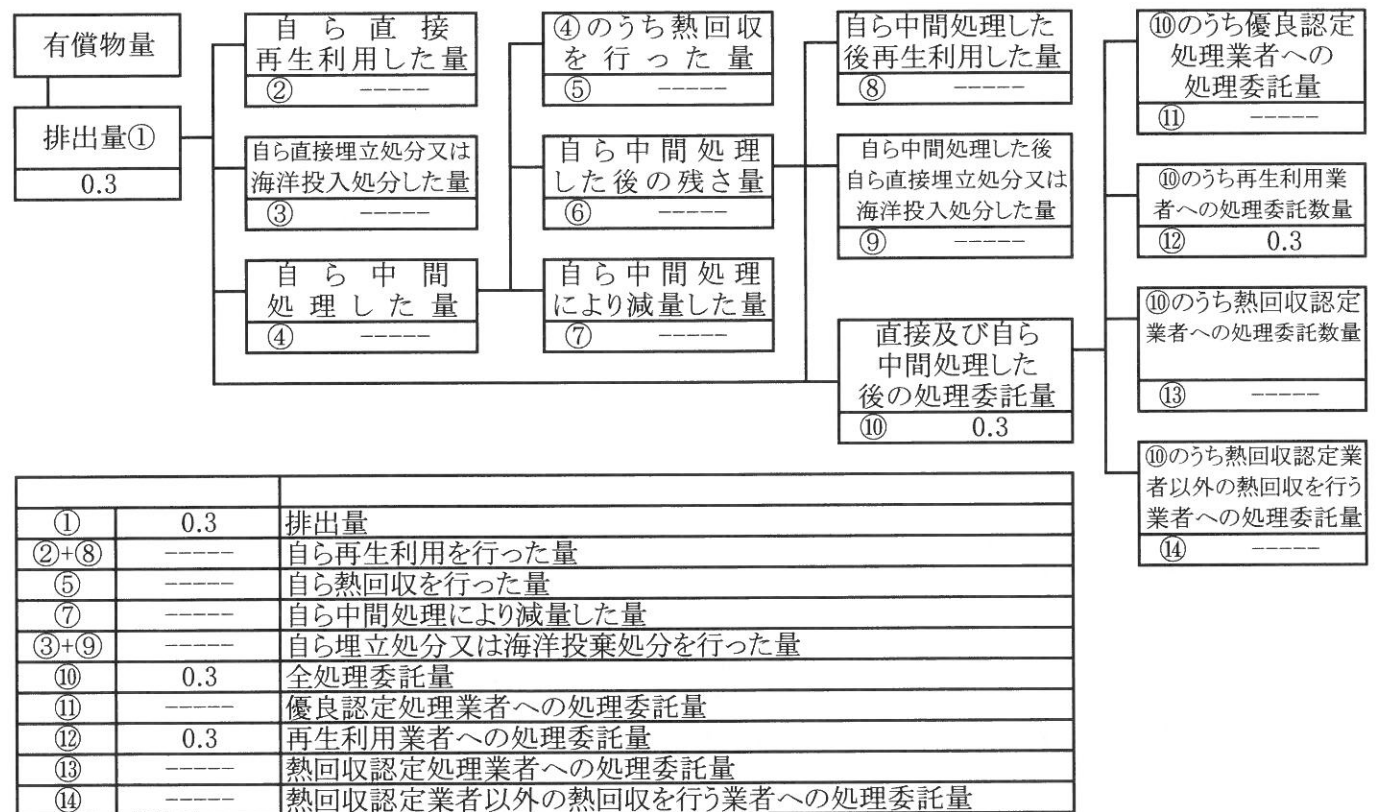 有償物量
排出量①
0.3
自ら直接
再生利用した量
② -----
自ら直接埋立処分又は
海洋投入処分した量
③ -----
自ら中間
処理した量
④ -----
④のうち熱回収
を行った量
⑤ -----
自ら中間処理
した後の残さ量
⑥ -----
自ら中間処理
により減量した量
⑦ -----
自ら中間処理した
後再生利用した量
⑧ -----
自ら中間処理した後
自ら直接埋立処分又は
海洋投入処分した量
⑨ -----
直接及び自ら
中間処理した
後の処理委託量
⑩ 0.3
⑩のうち優良認定
処理業者への
処理委託量
⑪ -----
⑩のうち再生利用業
者への処理委託数量
⑫ 0.3
⑩のうち熱回収認定
業者への処理委託数量
⑬ -----
⑩のうち熱回収認定業
者以外の熱回収を行う
業者への処理委託量
⑭ -----
① 0.3 排出量
②+⑧ ----- 自ら再生利用を行った量
⑤ ----- 自ら熱回収を行った量
⑦ ----- 自ら中間処理により減量した量
③+⑨ ----- 自ら埋立処分又は海洋投棄処分を行った量
⑩ 0.3 全処理委託量
⑪ ----- 優良認定処理業者への処理委託量
⑫ 0.3 再生利用業者への処理委託量
⑬ ----- 熱回収認定処理業者への処理委託量
⑭ ----- 熱回収認定業者以外の熱回収を行う業者への処理委託量